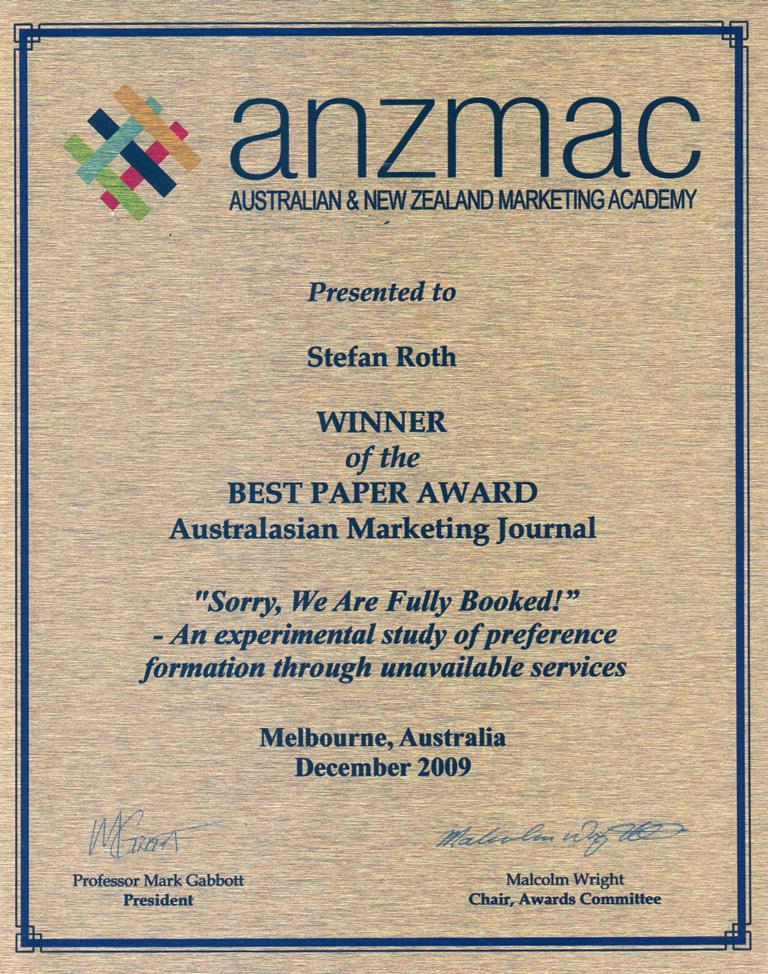 anzmac
AUSTRALIAN & NEW ZEALAND MARKETING ACADEMY
Presented to
Stefan Roth
WINNER
of the
BEST PAPER AWARD
Australasian Marketing Journal
"Sorry, We Are Fully Booked!”
- An experimental study of preference
formation through unavailable services
Melbourne, Australia
December 2009
Malcolm Wright
Professor Mark Gabbott
President
Malcolm Wright
Chair, Awards Committee